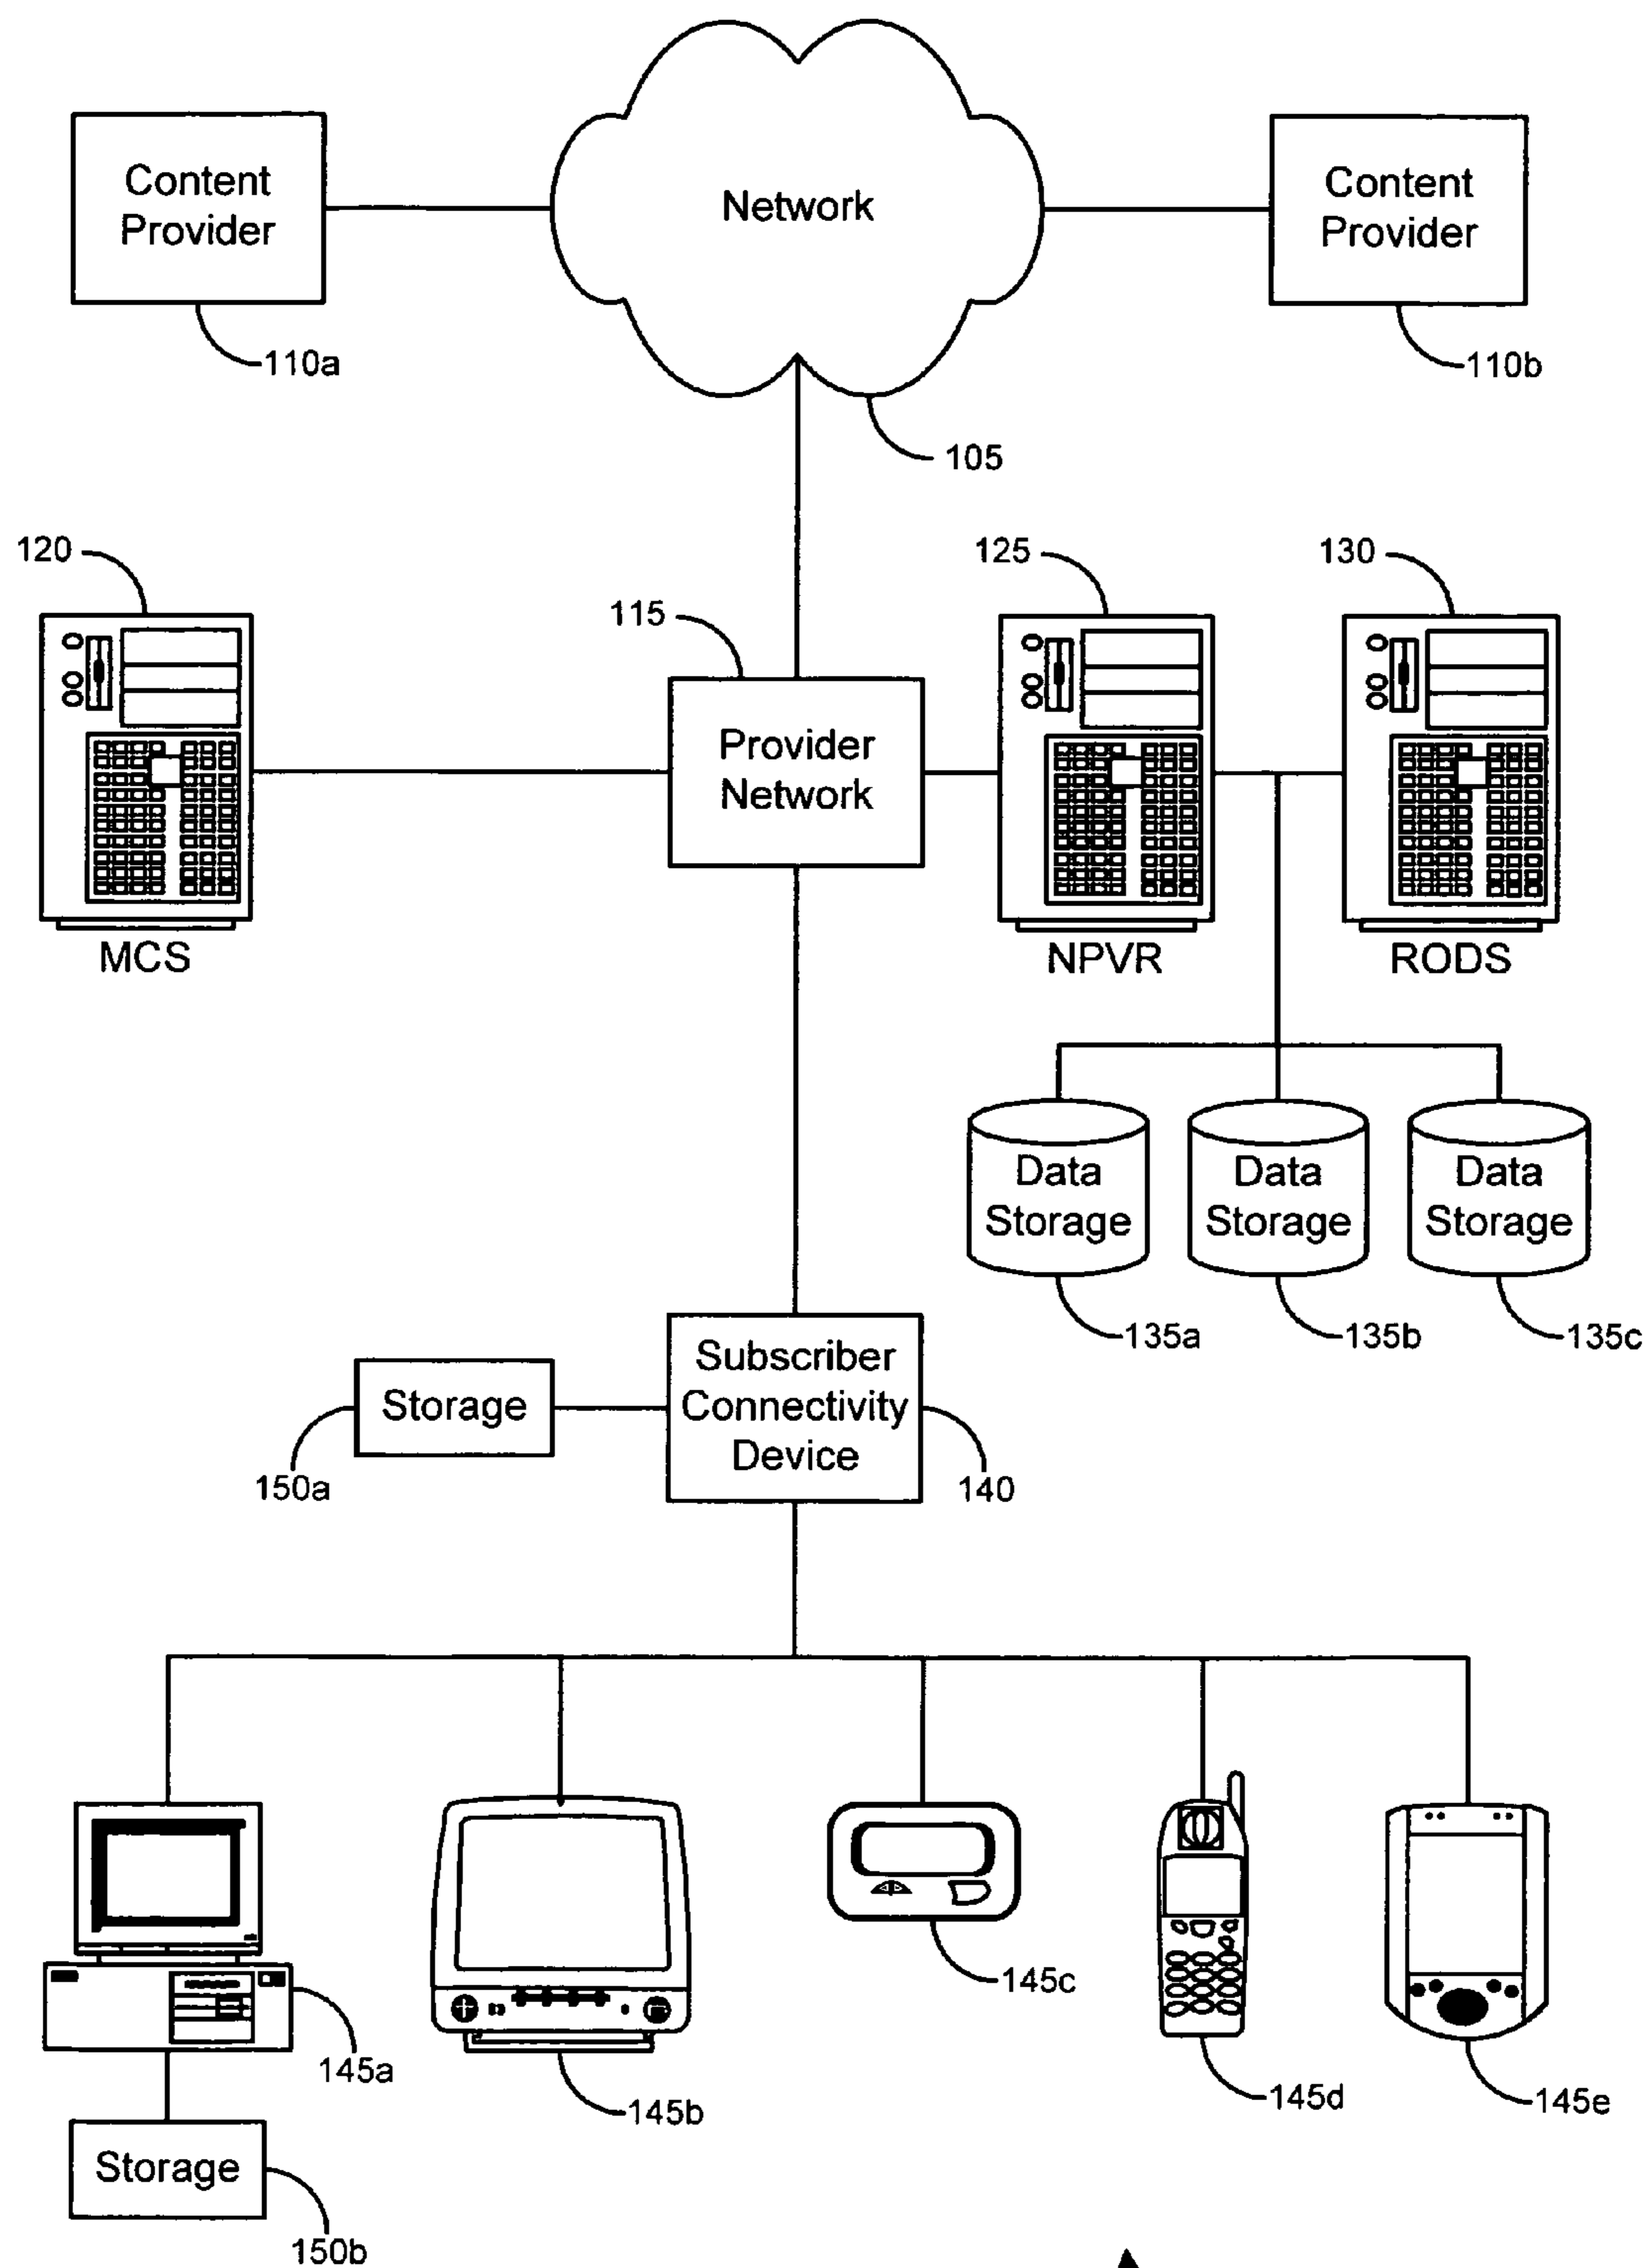 Content
Provider
Network
Content
Provider
110a
110b
105
120
125
130
115
Provider
Network
MCS
NPVR
RODS
Data
Storage
Data
Storage
Data
Storage
135a
135b
135c
Subscriber
Connectivity
Device
Storage
150a
140
145a
145b
145c
145d
145e
Storage
150b